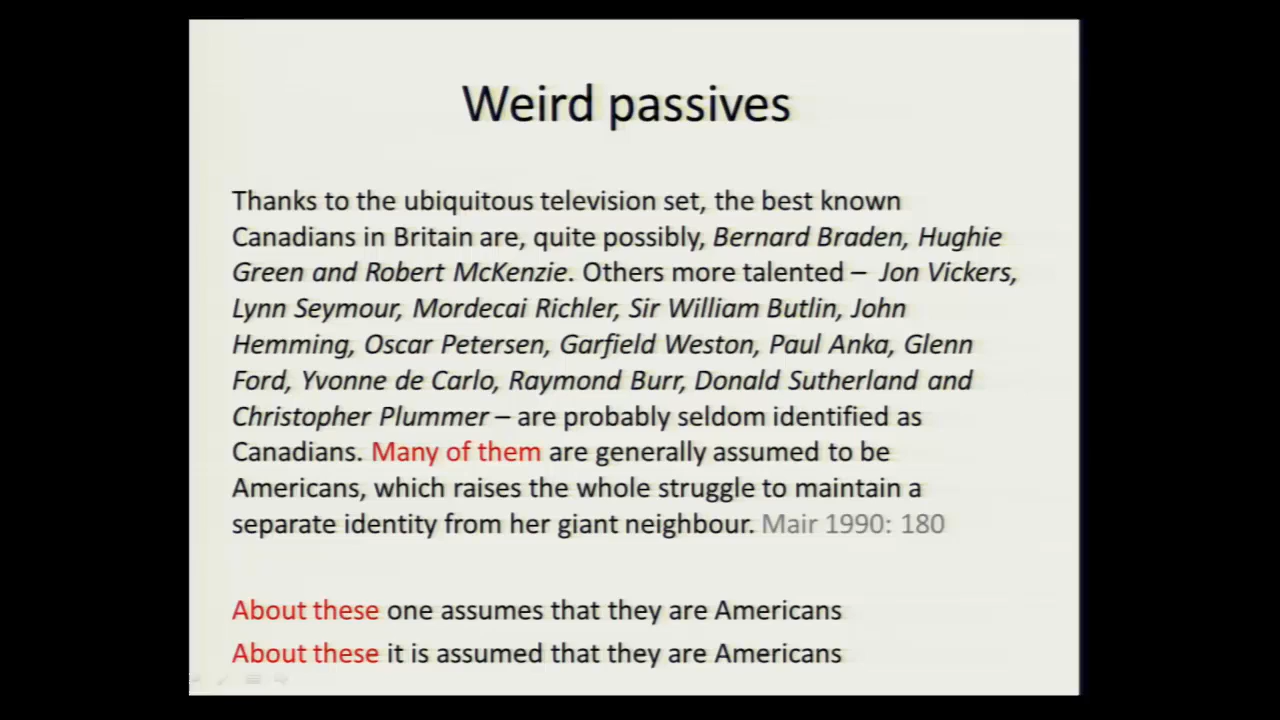 Weird passives
Thanks to the ubiquitous television set, the best known
Canadians in Britain are, quite possibly, Bernard Braden, Hughie
Green and Robert McKenzie. Others more talented – Jon Vickers,
Lynn Seymour, Mordecai Richler, Sir William Butlin, John
Hemming, Oscar Petersen, Garfield Weston, Paul Anka, Glenn
Ford, Yvonne de Carlo, Raymond Burr, Donald Sutherland and
Christopher Plummer – are probably seldom identified as
Canadians. Many of them are generally assumed to be
Americans, which raises the whole struggle to maintain a
separate identity from her giant neighbour. Mair 1990: 180
About these one assumes that they are Americans
About these it is assumed that they are Americans